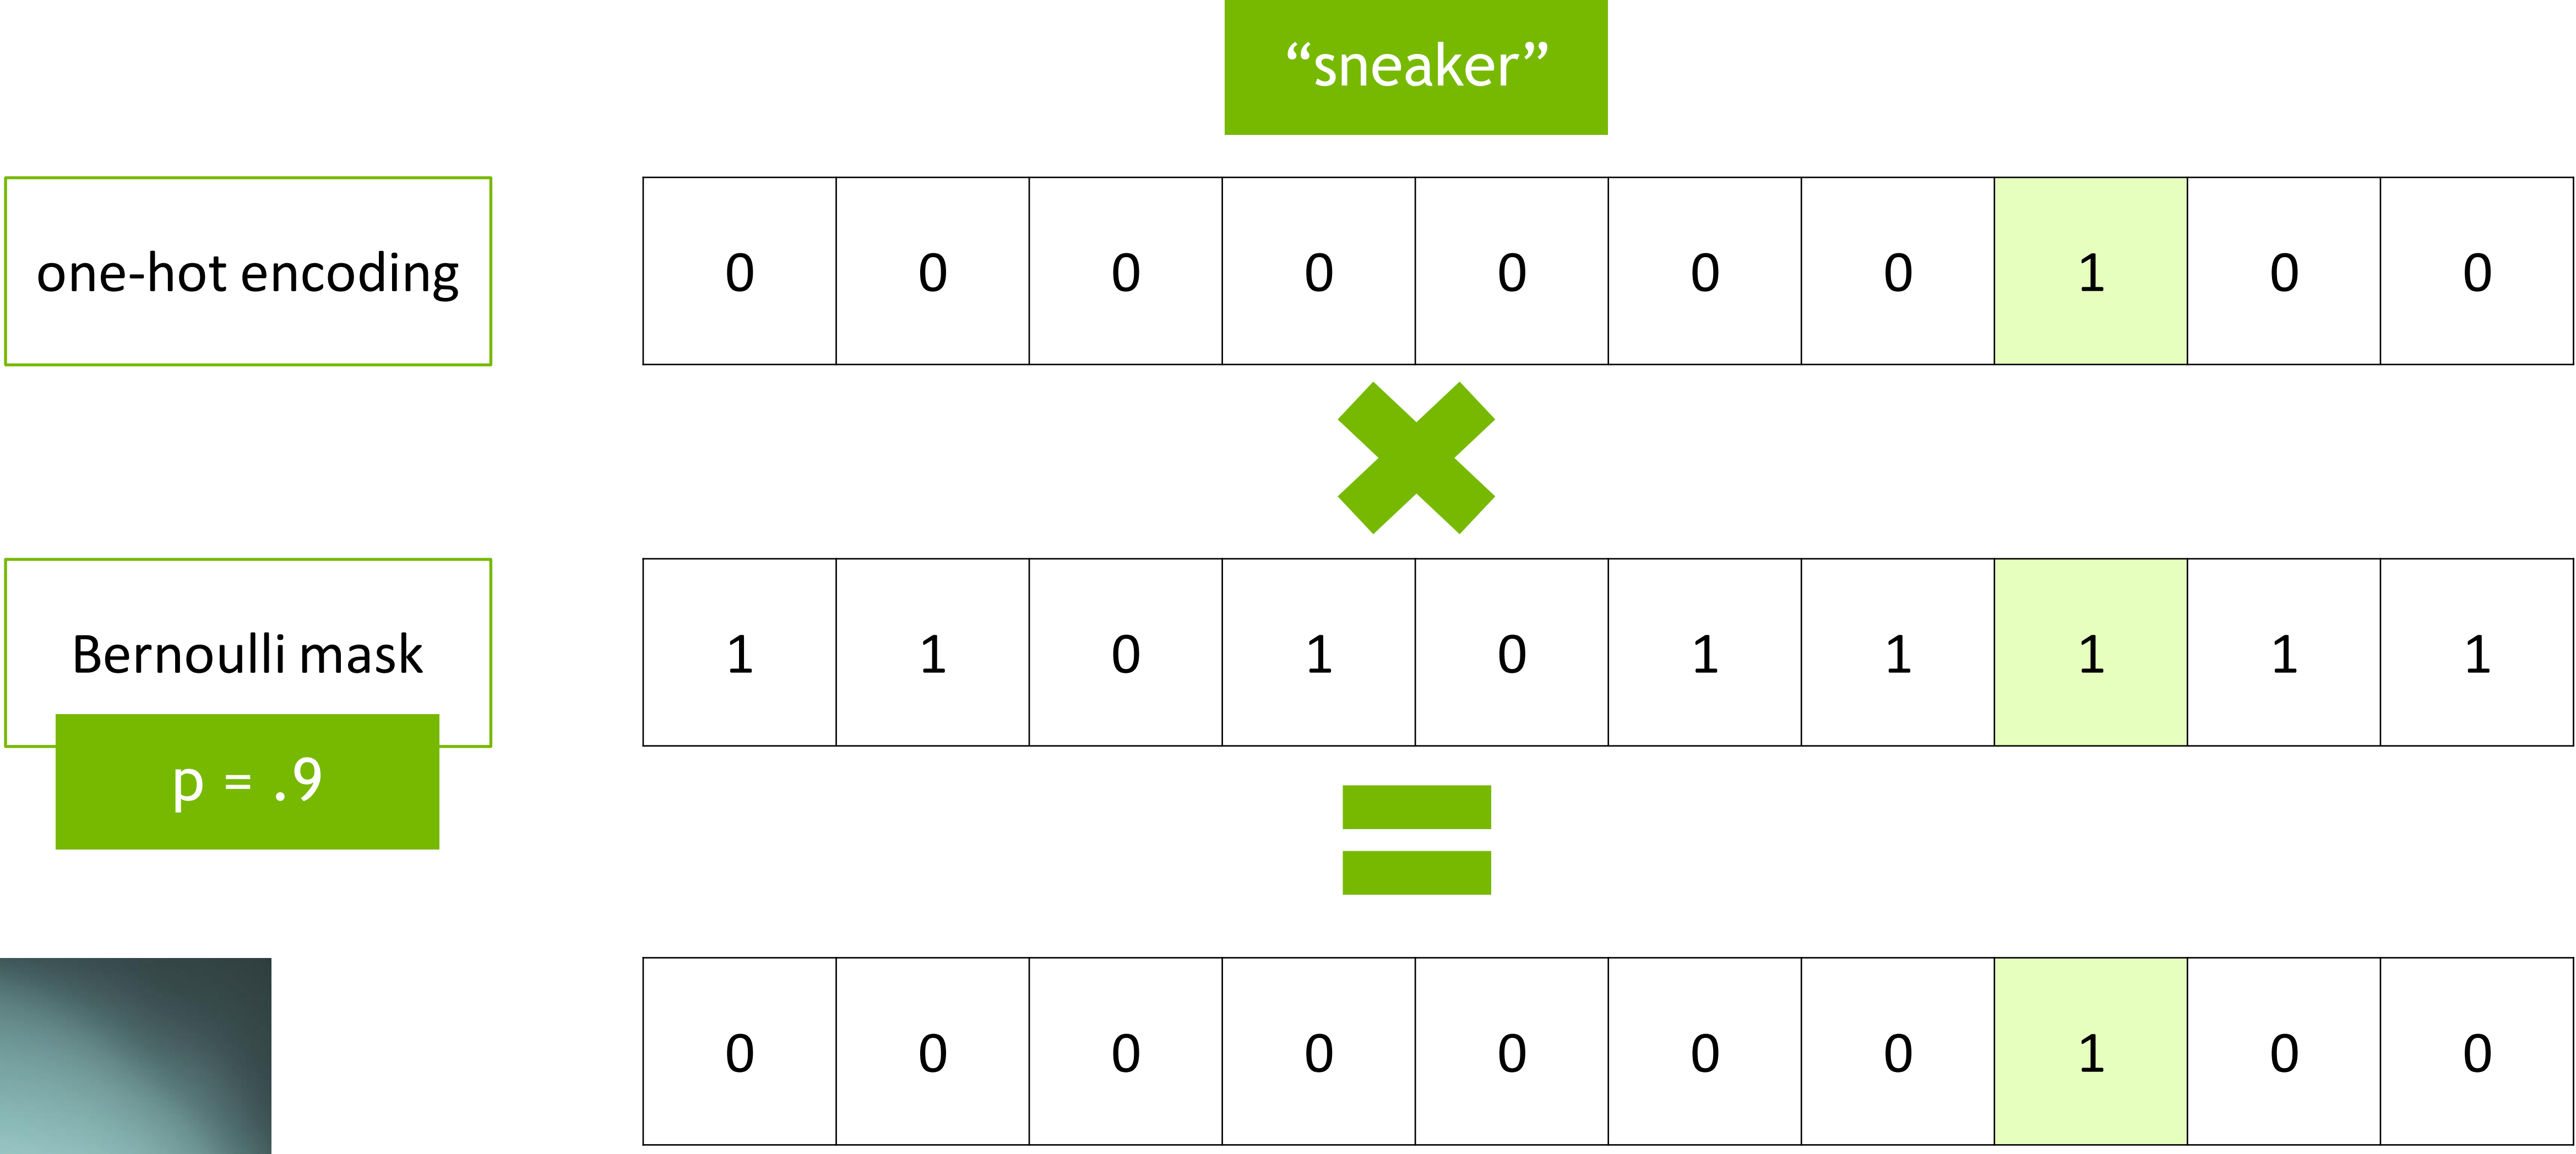 “sneaker”
one-hot encoding
0 0 0 0 0 0 0 1 0 0
Bernoulli mask
1 1 0 1 0 1 1 1 1 1
p = .9
0 0 0 0 0 0 0 1 0 0